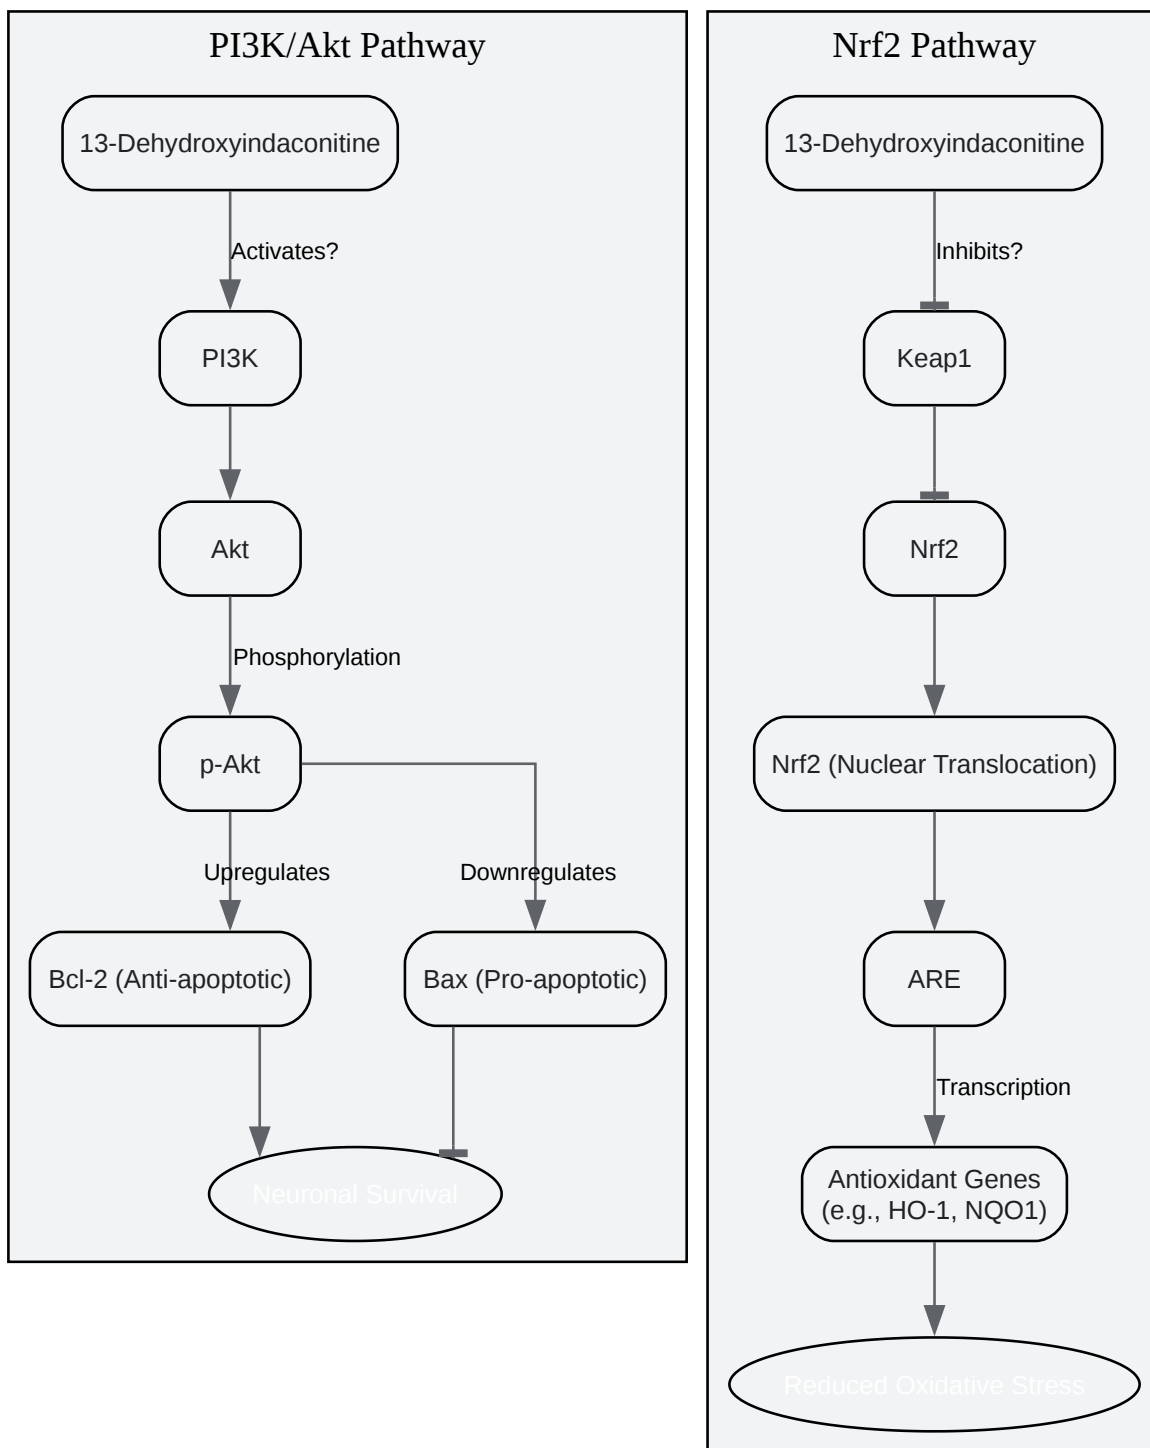 PI3K/Akt Pathway
13-Dehydroxyindaconitine
Activates?
PI3K
Akt
Phosphorylation
p-Akt
Upregulates
Downregulates
Bcl-2 (Anti-apoptotic)
Bax (Pro-apoptotic)
Neuronal Survival
Nrf2 Pathway
13-Dehydroxyindaconitine
Inhibits?
Keap1
Nrf2
Nrf2 (Nuclear Translocation)
ARE
Transcription
Antioxidant Genes
(e.g., HO-1, NQO1)
Reduced Oxidative Stress